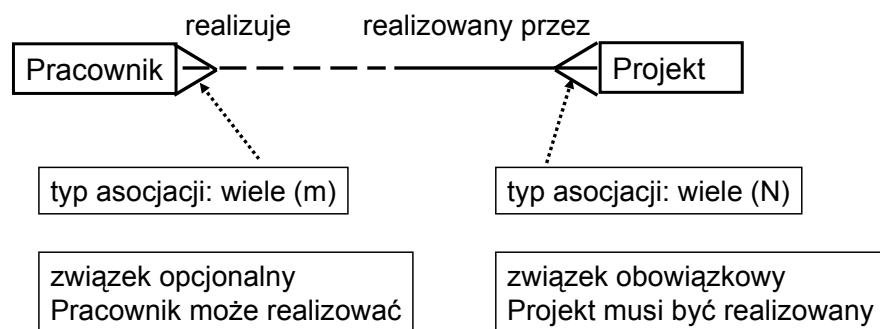 realizuje
realizowany przez
Pracownik
Projekt
typ asocjacji: wiele (m)
typ asocjacji: wiele (N)
związek opcjonalny
Pracownik może realizować
związek obowiązkowy
Projekt musi być realizowany